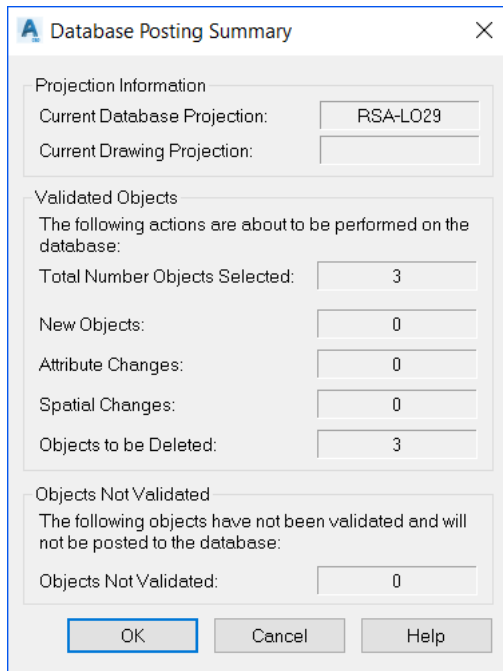 Database Posting Summary
Projection Information
Current Database Projection: RSA-LO29
Current Drawing Projection:
Validated Objects
The following actions are about to be performed on the
database:
Total Number Objects Selected: 3
New Objects: 0
Attribute Changes: 0
Spatial Changes: 0
Objects to be Deleted: 3
Objects Not Validated
The following objects have not been validated and will
not be posted to the database:
Objects Not Validated: 0
OK Cancel Help